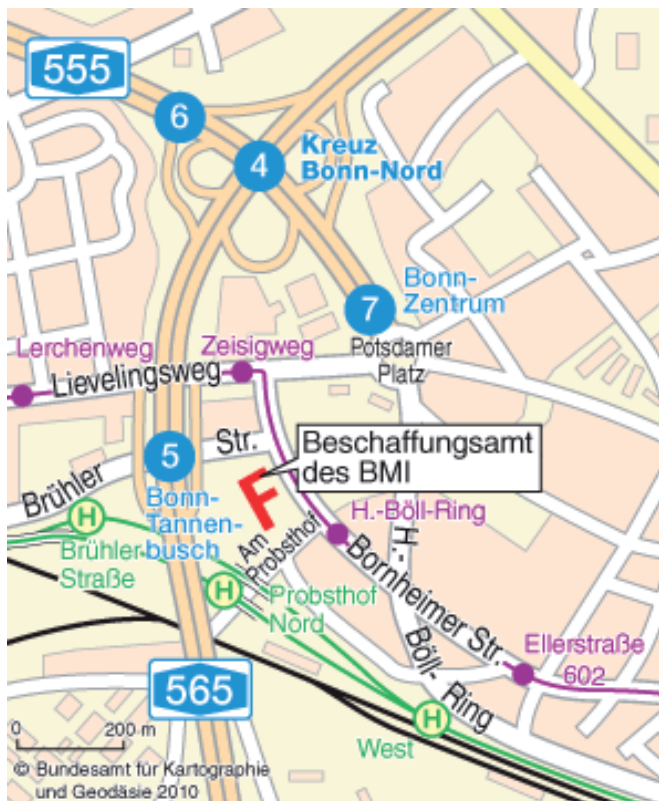 555
6
4
Kreuz
Bonn-Nord
7
Bonn-
Zentrum
Lerchenweg
Zeisigweg
Potsdamer
Platz
Lievelingsweg
Brühler Str.
5
Beschaffungsamt
des BMI
Bonn-
Tannen-
busch
H
Brühler
Straße
Am
Probsthof
H.-Böll-Ring
H
Probsthof
Nord
Bornheimer Str.
H.-Böll-Ring
Ellerstraße
602
565
H
West
0 200 m
© Bundesamt für Kartographie
und Geodäsie 2010